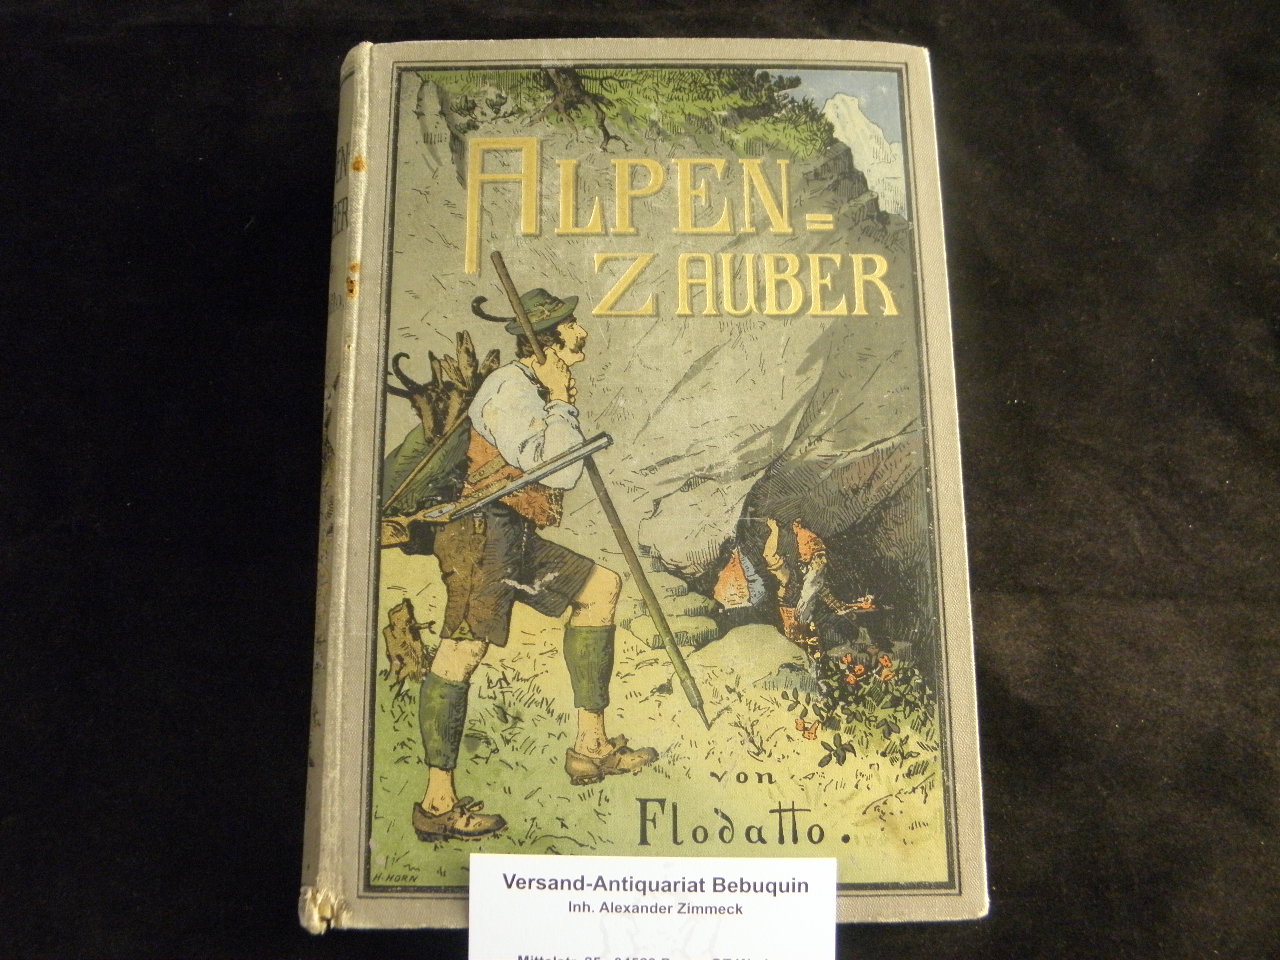 ALPEN=
ZAUBER
von
Flodatto.
H. HORN
Versand-Antiquariat Bebuquin
Inh. Alexander Zimmeck